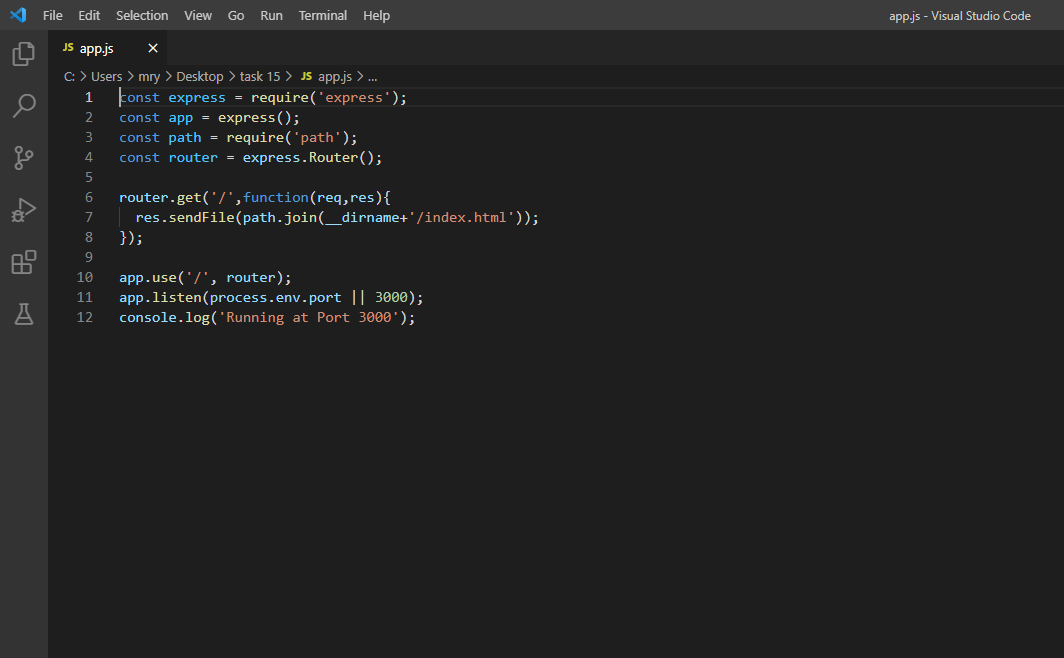 File Edit Selection View Go Run Terminal Help app.js - Visual Studio Code
JS app.js ×
C: > Users > mry > Desktop > task 15 > JS app.js > ...
1 const express = require('express');
2 const app = express();
3 const path = require('path');
4 const router = express.Router();
5
6 router.get('/',function(req,res){
7   res.sendFile(path.join(__dirname+'/index.html'));
8 });
9
10 app.use('/', router);
11 app.listen(process.env.port || 3000);
12 console.log('Running at Port 3000');